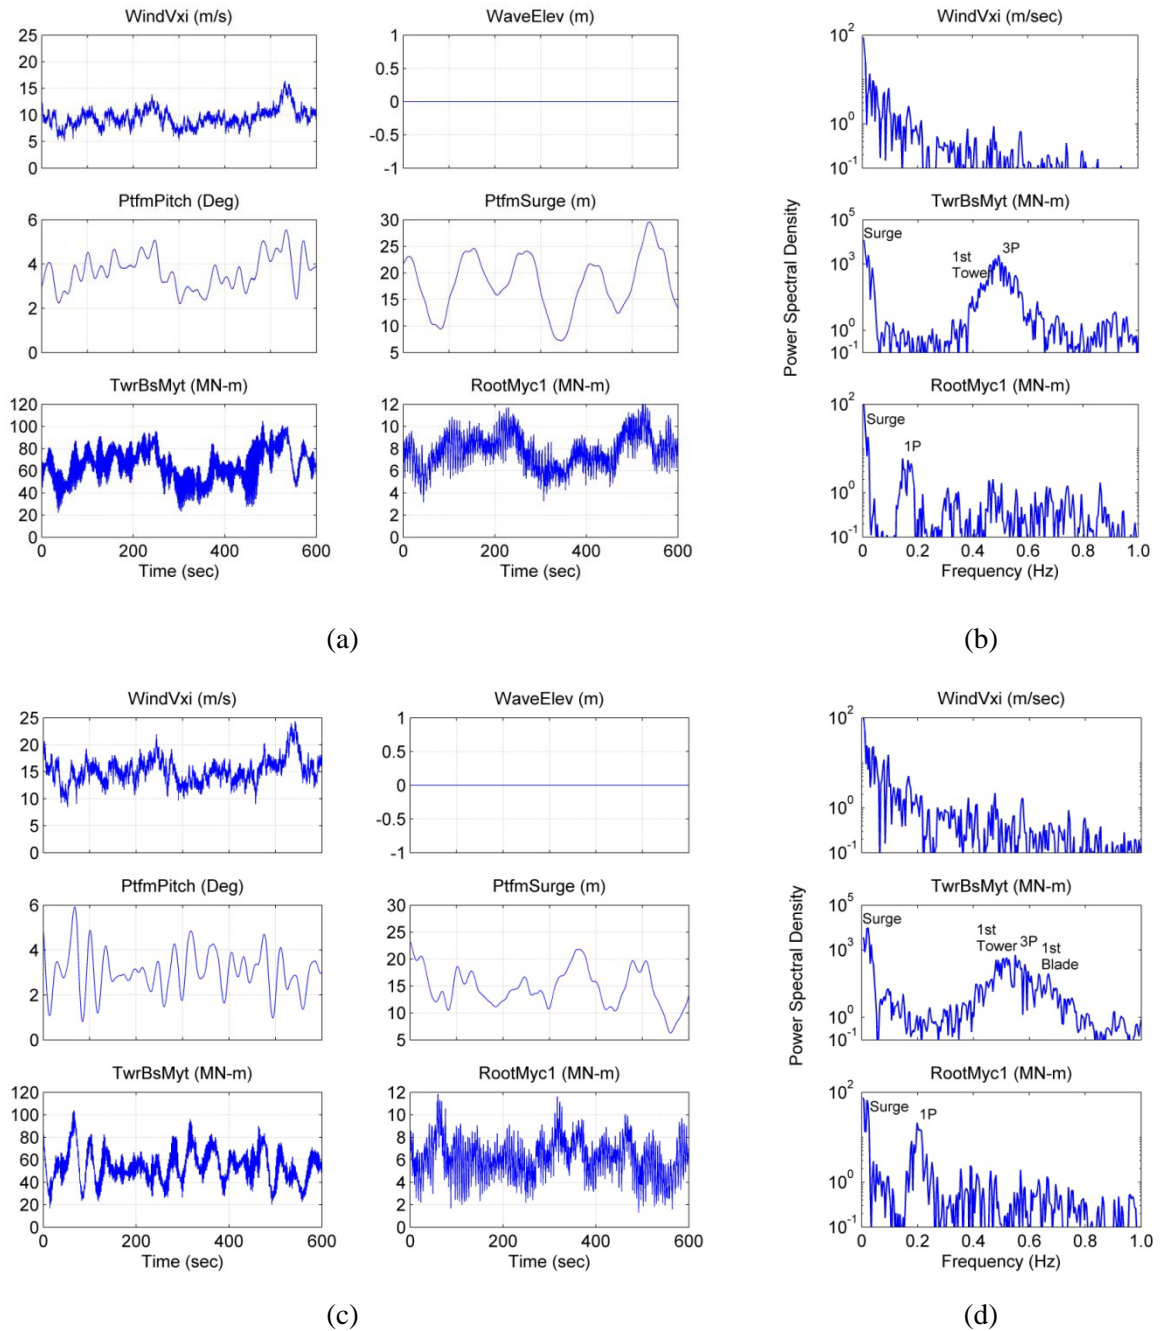 WindVxi (m/s)
25
20
15
10
5
0
WaveElev (m)
1
0.5
0
-0.5
-1
PtfmPitch (Deg)
6
4
2
0
PtfmSurge (m)
30
25
20
15
10
5
TwrBsMyt (MN-m)
120
100
80
60
40
20
0
0 200 400 600
Time (sec)
RootMyc1 (MN-m)
12
10
8
6
4
2
0
0 200 400 600
Time (sec)
(a)
Power Spectral Density
WindVxi (m/sec)
10^2
10^0
10^-1
TwrBsMyt (MN-m)
10^5
10^3
10^0
10^-1
Surge
1st
Tower
3P
RootMyc1 (MN-m)
10^2
10^0
10^-1
Surge
1P
0 0.2 0.4 0.6 0.8 1.0
Frequency (Hz)
(b)
WindVxi (m/s)
25
20
15
10
5
0
WaveElev (m)
1
0.5
0
-0.5
-1
PtfmPitch (Deg)
6
4
2
0
PtfmSurge (m)
30
25
20
15
10
5
TwrBsMyt (MN-m)
120
100
80
60
40
20
0
0 200 400 600
Time (sec)
RootMyc1 (MN-m)
12
10
8
6
4
2
0
0 200 400 600
Time (sec)
(c)
Power Spectral Density
WindVxi (m/sec)
10^2
10^0
10^-1
TwrBsMyt (MN-m)
10^5
10^3
10^0
10^-1
Surge
1st
Tower
3P
1st
Blade
RootMyc1 (MN-m)
10^2
10^0
10^-1
Surge
1P
0 0.2 0.4 0.6 0.8 1.0
Frequency (Hz)
(d)